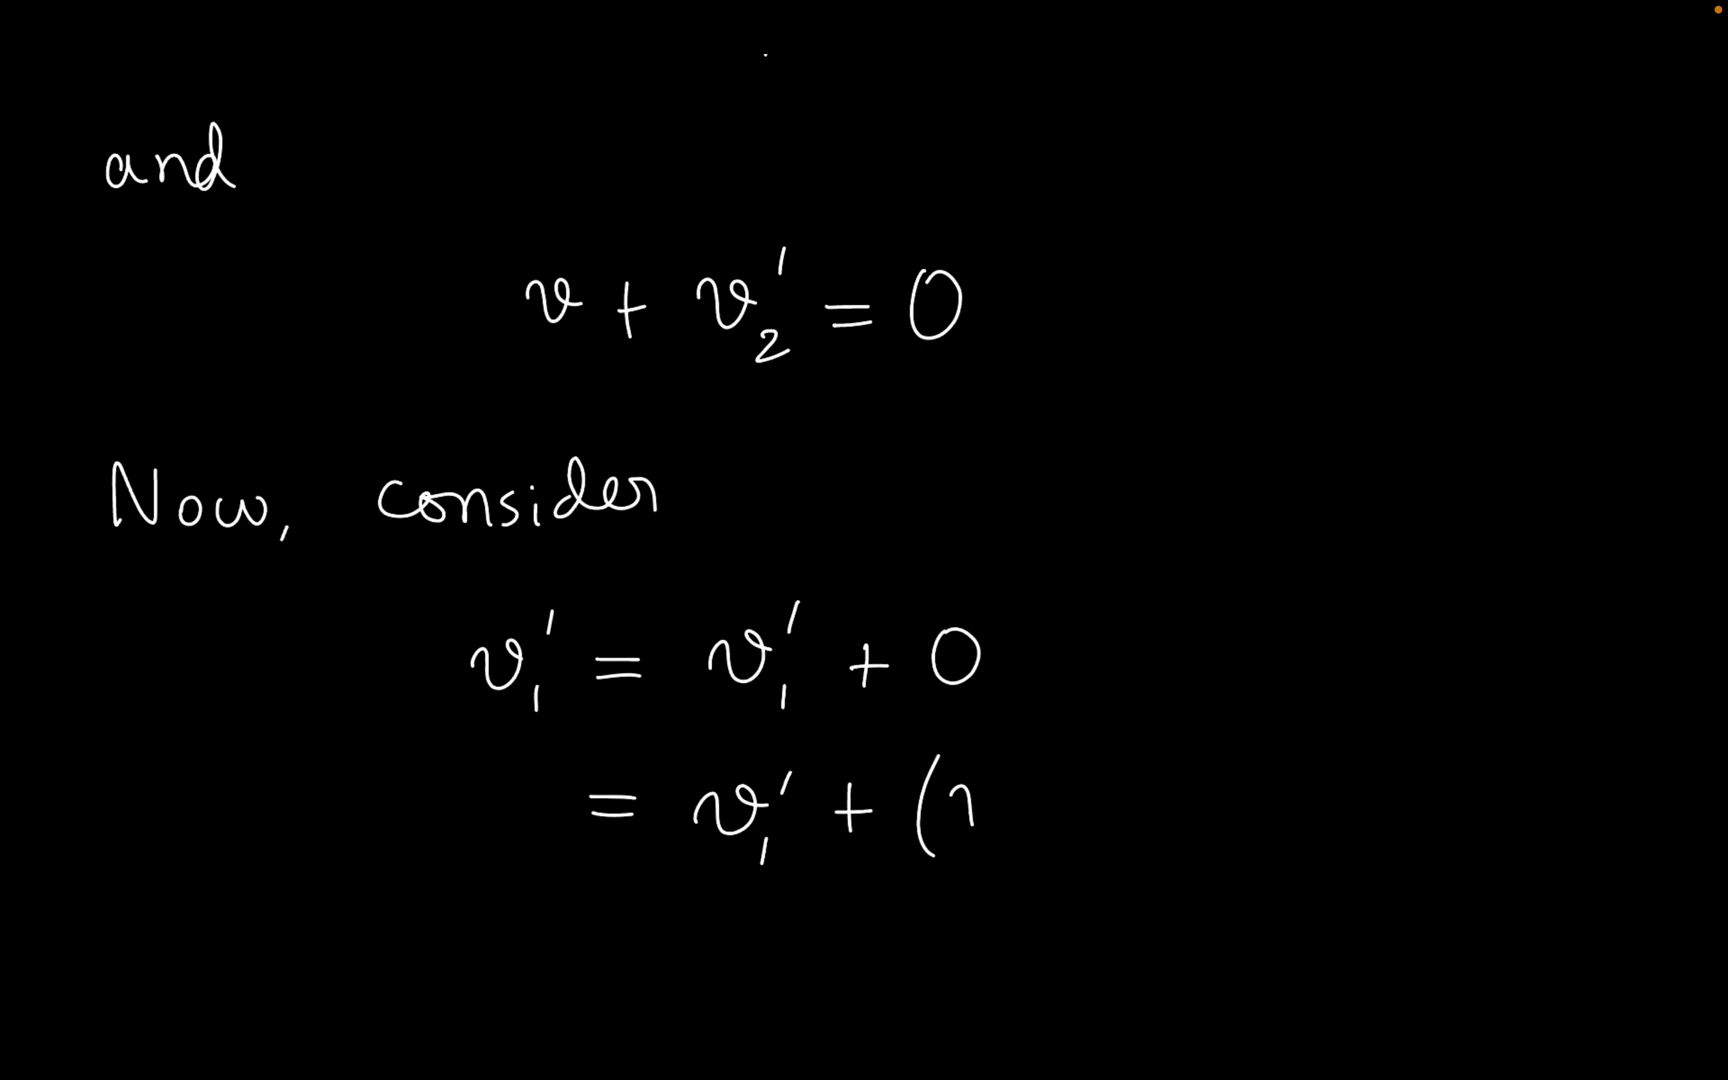 and
v + v₂' = 0
Now, consider
v₁' = v₁' + 0
= v₁' + (